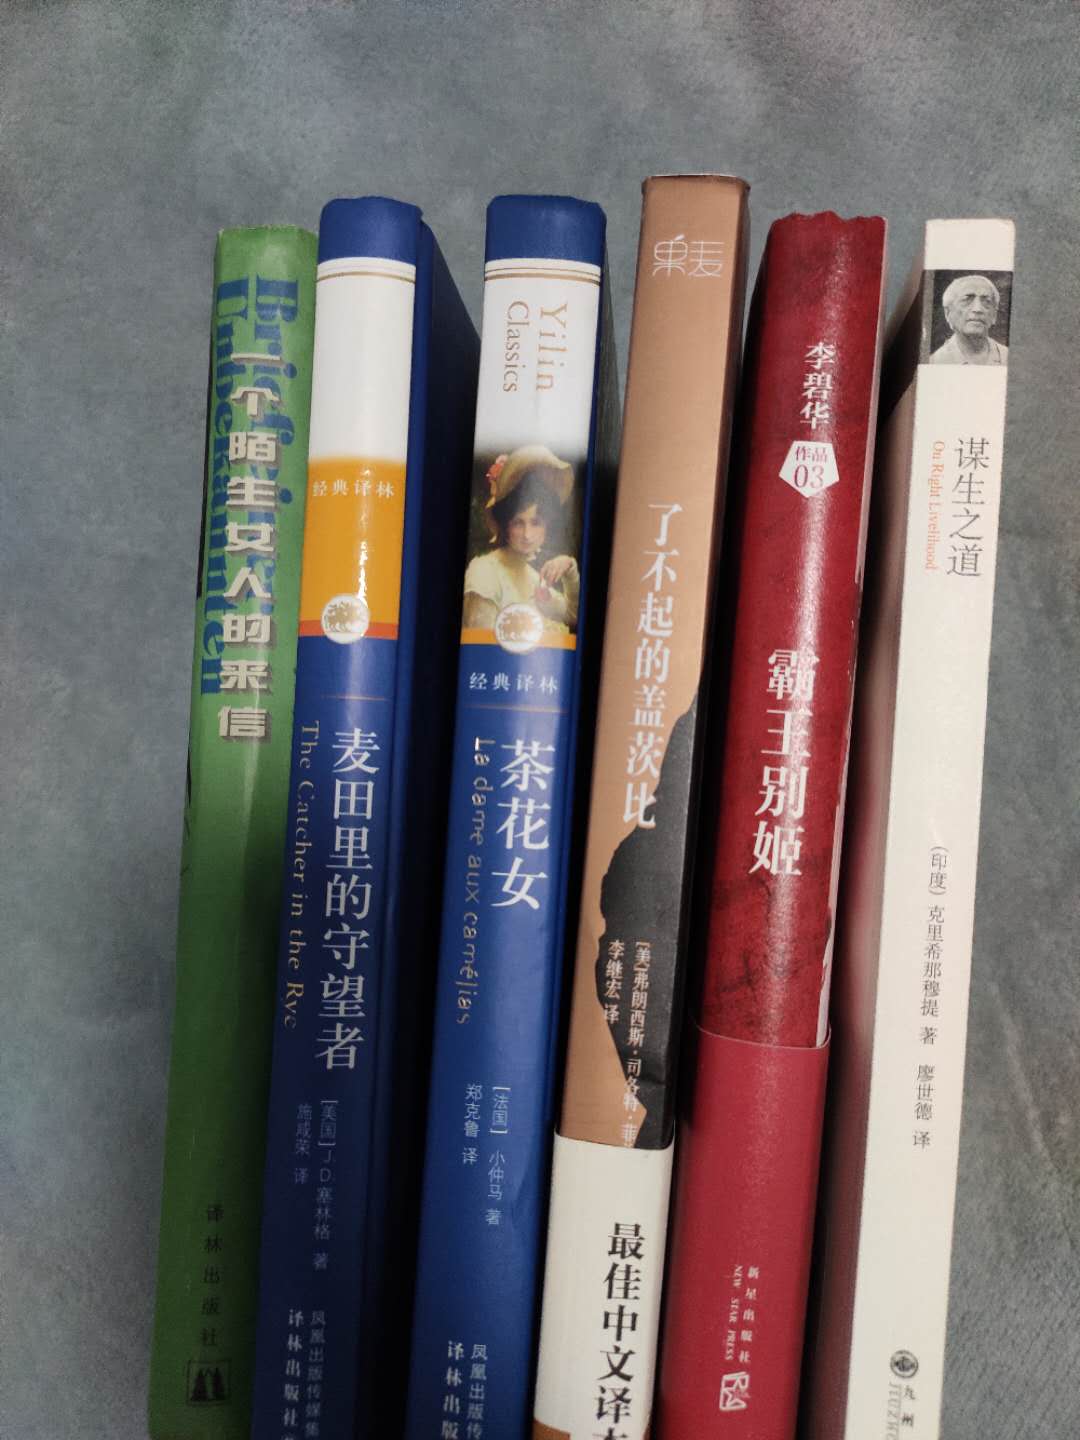 Brief einer
Unbekannten
一个陌生女人的来信
译林出版社
经典译林
麦田里的守望者
The Catcher in the Rye
[美国]J.D.塞林格 著
施咸荣 译
凤凰出版传媒集
译林出版社
Yilin
Classics
经典译林
茶花女
La dame aux camélias
[法国] 小仲马 著
郑克鲁 译
凤凰出版传
译林出版
果麦
了不起的盖茨比
[美]弗朗西斯·司各特·菲
李继宏 译
最佳中文译本
李碧华
作品
03
霸王别姬
新星出版社
NEW STAR PRESS
谋生之道
On Right Livelihood
(印度) 克里希那穆提 著
廖世德 译
九州
JIUZHO